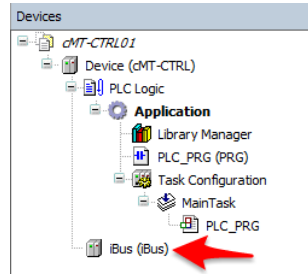 Devices
cMT-CTRL01
Device (cMT-CTRL)
PLC Logic
Application
Library Manager
PLC_PRG (PRG)
Task Configuration
MainTask
PLC_PRG
iBus (iBus)